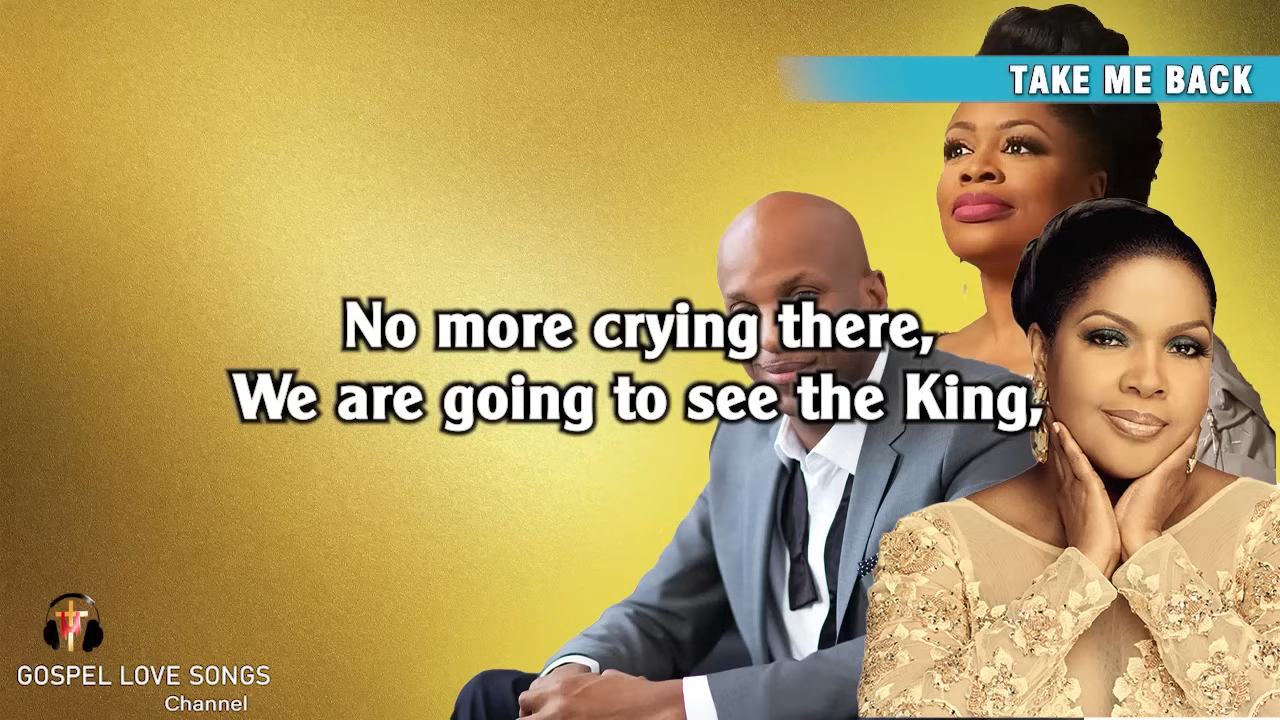 TAKE ME BACK
No more crying there,
We are going to see the King,
GOSPEL LOVE SONGS
Channel